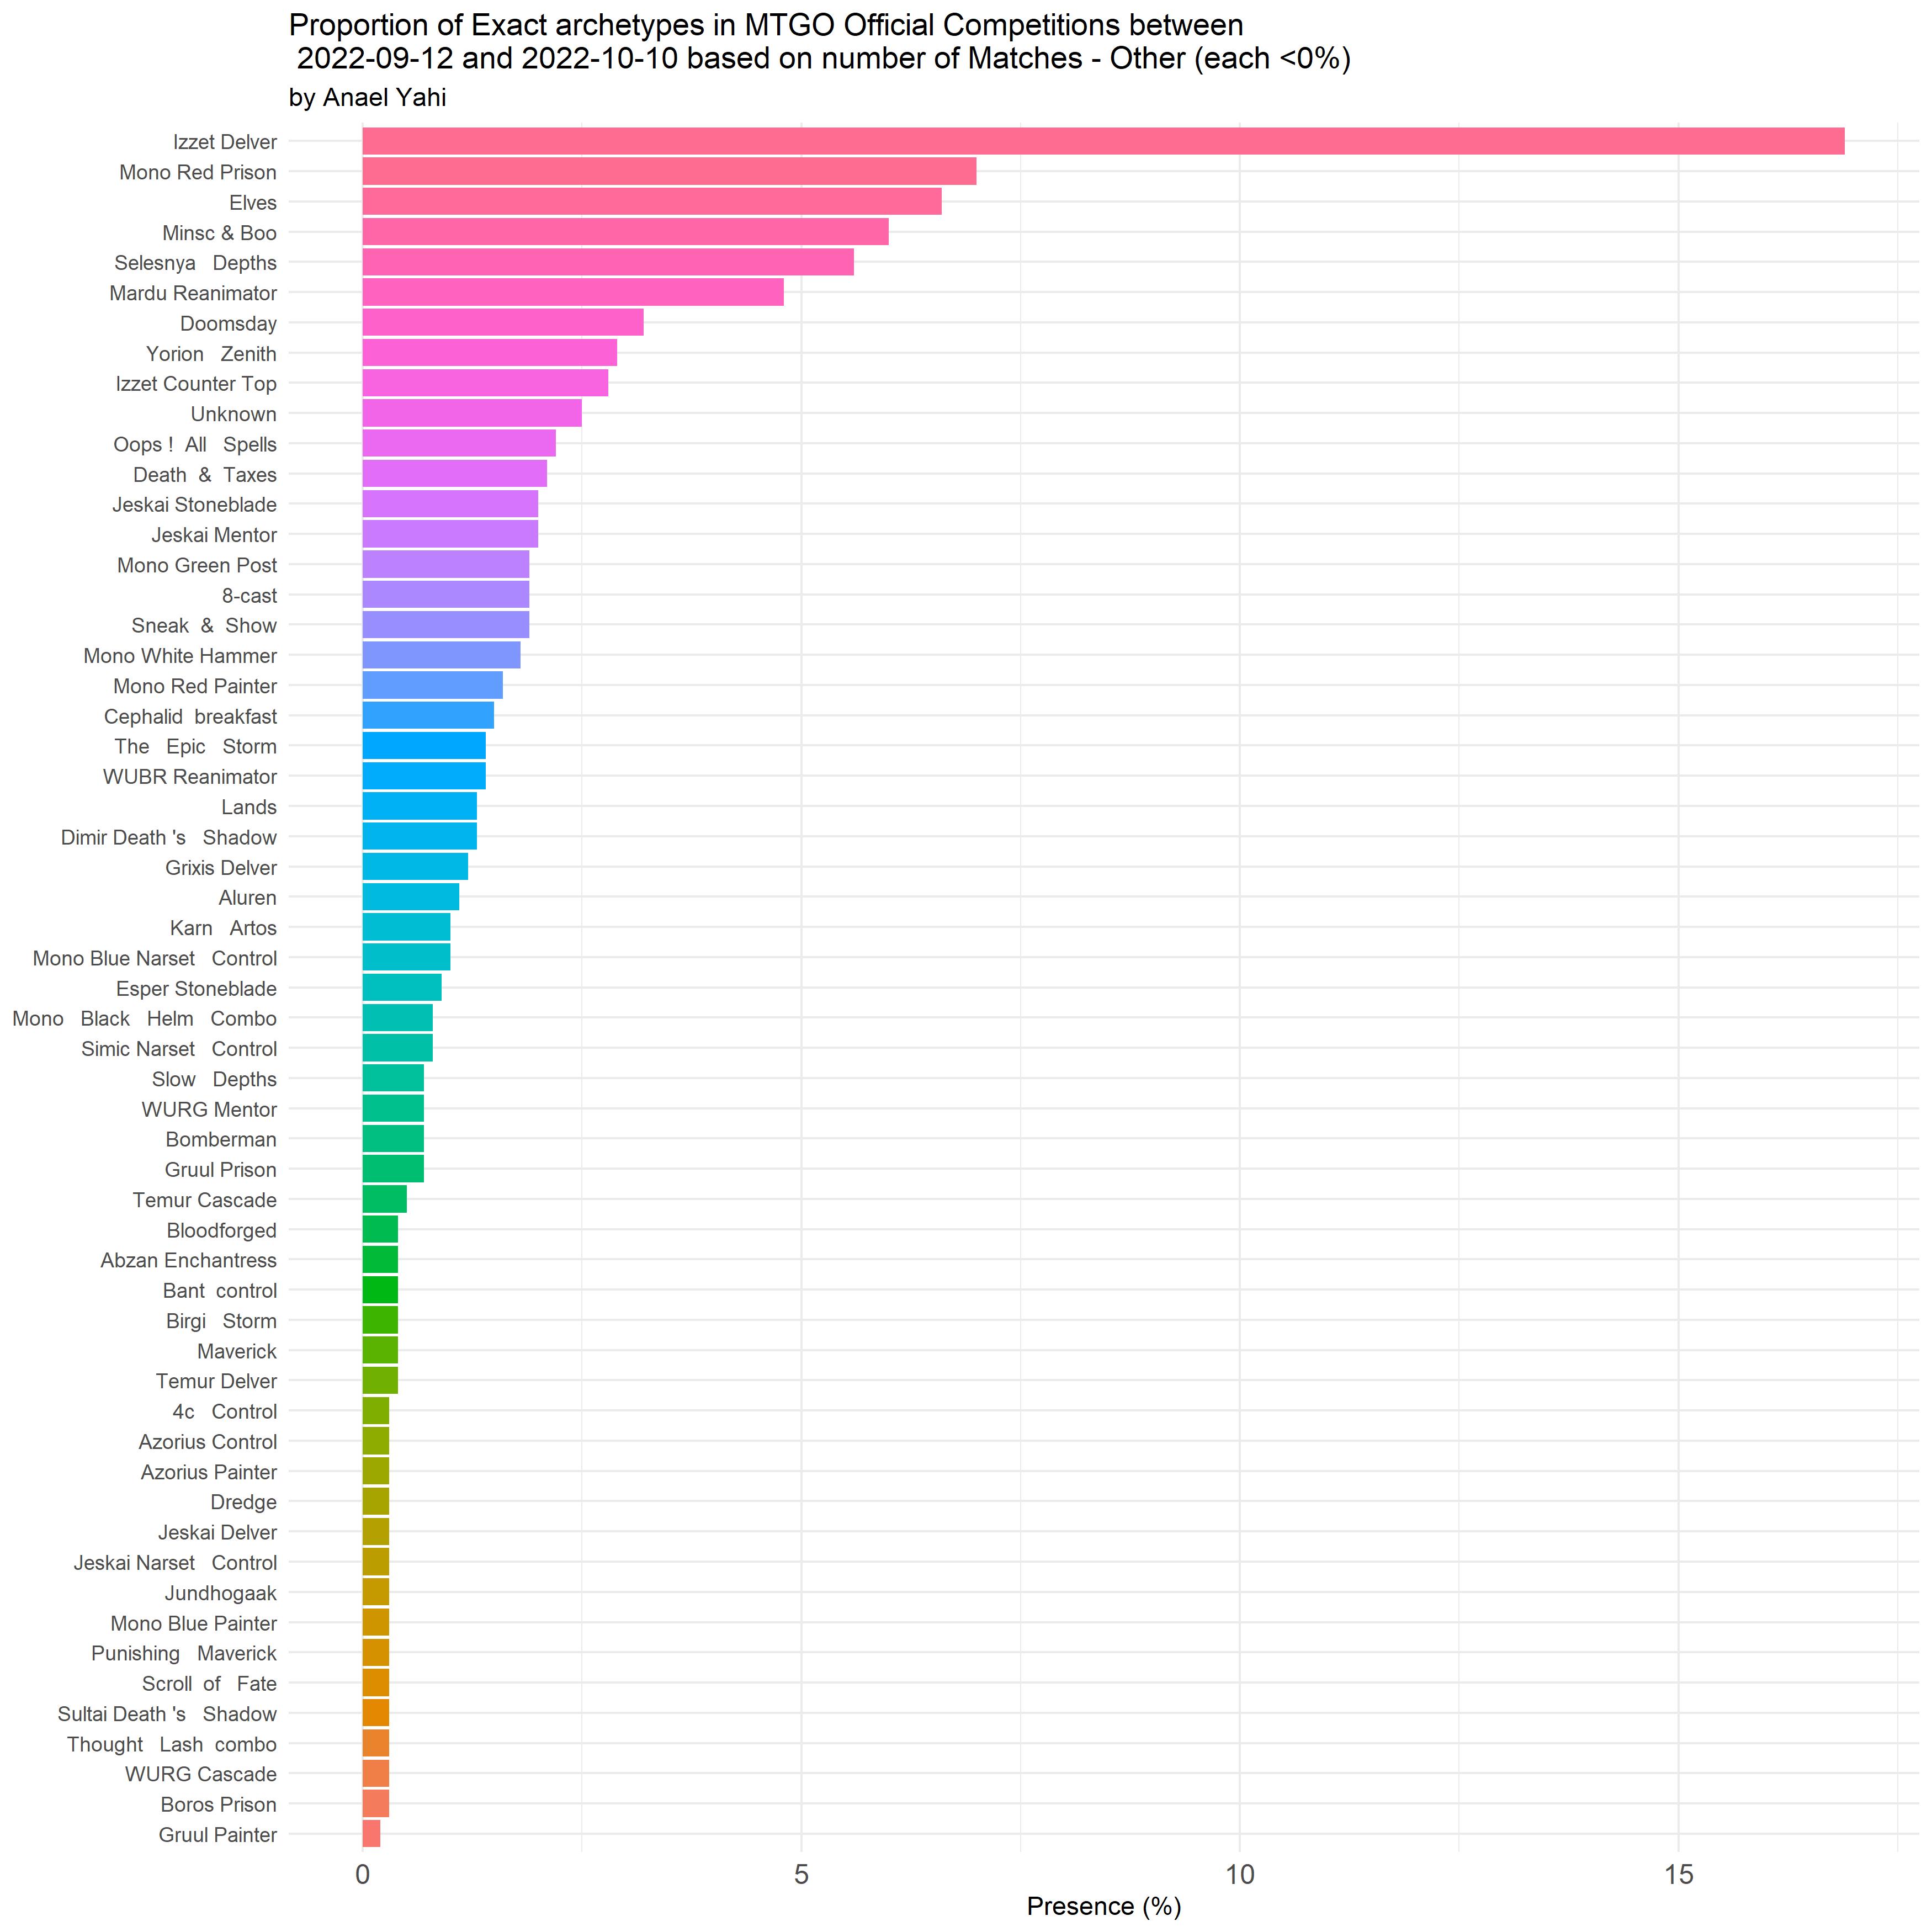 Proportion of Exact archetypes in MTGO Official Competitions between
2022-09-12 and 2022-10-10 based on number of Matches - Other (each <0%)
by Anael Yahi
Izzet Delver
Mono Red Prison
Elves
Minsc & Boo
Selesnya Depths
Mardu Reanimator
Doomsday
Yorion Zenith
Izzet Counter Top
Unknown
Oops ! All Spells
Death & Taxes
Jeskai Stoneblade
Jeskai Mentor
Mono Green Post
8-cast
Sneak & Show
Mono White Hammer
Mono Red Painter
Cephalid breakfast
The Epic Storm
WUBR Reanimator
Lands
Dimir Death 's Shadow
Grixis Delver
Aluren
Karn Artos
Mono Blue Narset Control
Esper Stoneblade
Mono Black Helm Combo
Simic Narset Control
Slow Depths
WURG Mentor
Bomberman
Gruul Prison
Temur Cascade
Bloodforged
Abzan Enchantress
Bant control
Birgi Storm
Maverick
Temur Delver
4c Control
Azorius Control
Azorius Painter
Dredge
Jeskai Delver
Jeskai Narset Control
Jundhogaak
Mono Blue Painter
Punishing Maverick
Scroll of Fate
Sultai Death 's Shadow
Thought Lash combo
WURG Cascade
Boros Prison
Gruul Painter
0 5 10 15
Presence (%)